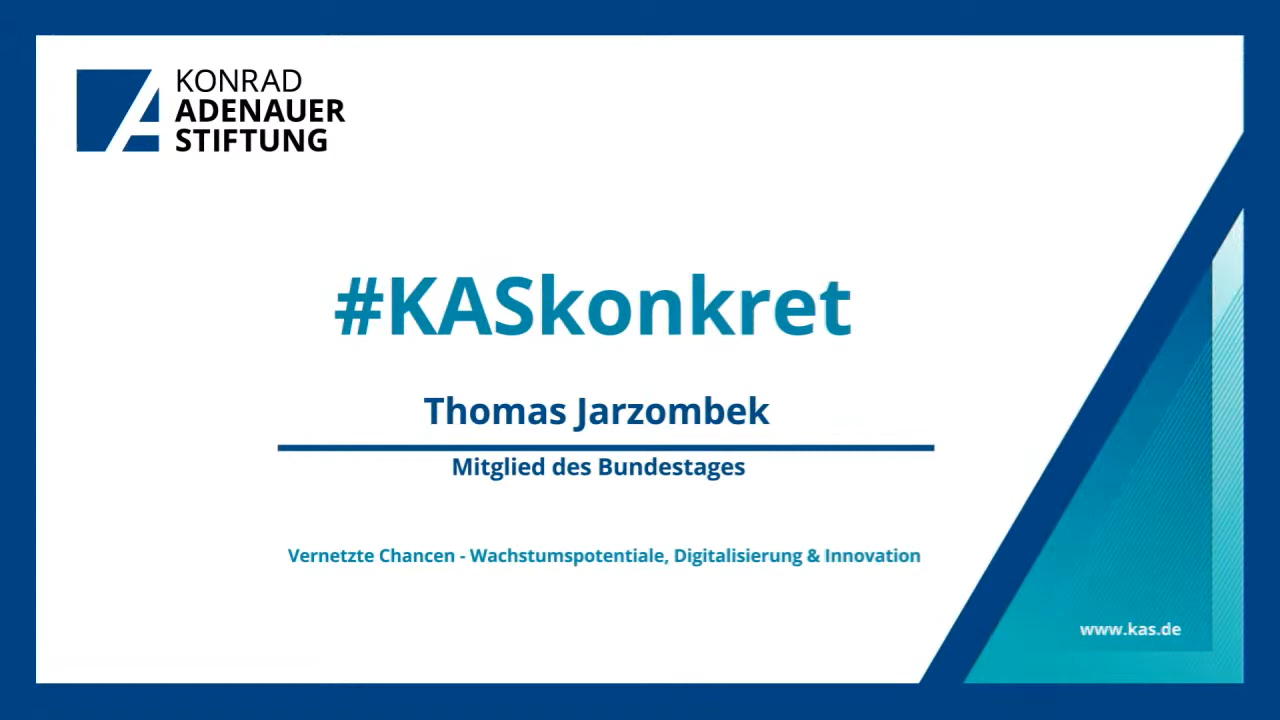 KONRAD
ADENAUER
STIFTUNG
#KASkonkret
Thomas Jarzombek
Mitglied des Bundestages
Vernetzte Chancen - Wachstumspotentiale, Digitalisierung & Innovation
www.kas.de